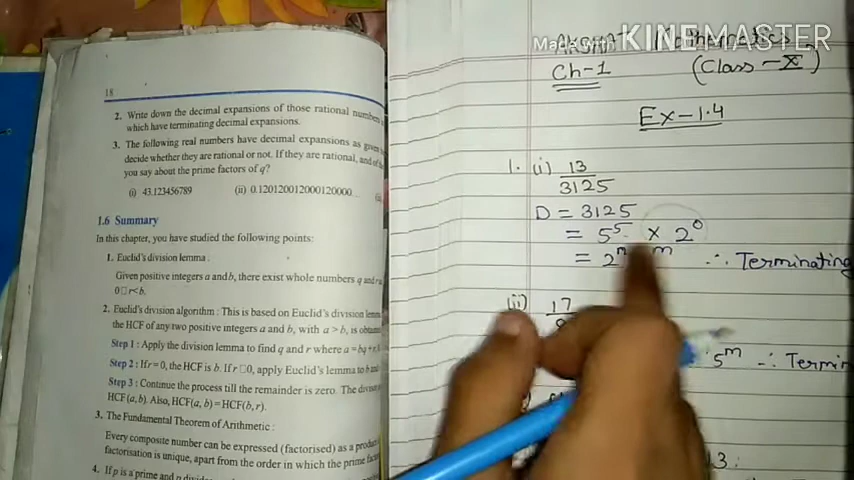 18
2. Write down the decimal expansions of those rational numbers
which have terminating decimal expansions.
3. The following real numbers have decimal expansions as given
decide whether they are rational or not. If they are rational, and of
you say about the prime factors of q?
(i) 43.123456789 (ii) 0.120120012000120000...
1.6 Summary
In this chapter, you have studied the following points:
1. Euclid's division lemma :
Given positive integers a and b, there exist whole numbers q and r
0 □ r < b.
2. Euclid's division algorithm : This is based on Euclid's division lemma
the HCF of any two positive integers a and b, with a > b, is obtained
Step 1 : Apply the division lemma to find q and r where a = bq + r,
Step 2 : If r = 0, the HCF is b. If r □ 0, apply Euclid's lemma to b and
Step 3 : Continue the process till the remainder is zero. The divisor
HCF (a, b). Also, HCF(a, b) = HCF(b, r).
3. The Fundamental Theorem of Arithmetic :
Every composite number can be expressed (factorised) as a product
factorisation is unique, apart from the order in which the prime
4. If p is a prime and
Made with KINEMASTER
AKSHAT Mathematics
Ch-1 (Class - X)
Ex-1.4
1. (i) 13
3125
D = 3125
= 5⁵ × 2⁰
= 2 ∴ Terminating
(ii) 17
5ᵐ ∴
13.